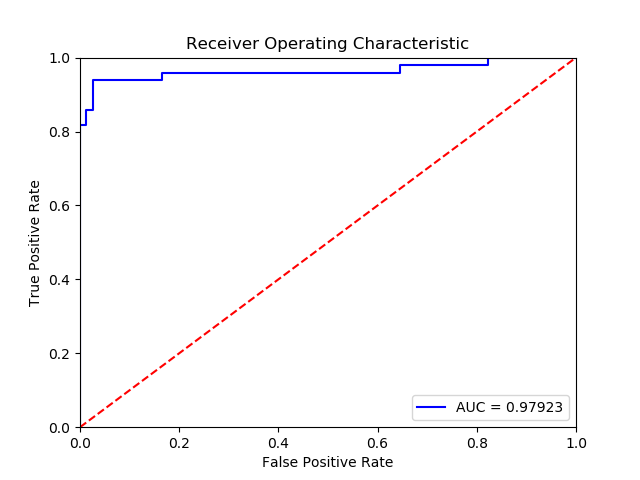 Receiver Operating Characteristic
True Positive Rate
1.0
0.8
0.6
0.4
0.2
0.0
AUC = 0.97923
0.0 0.2 0.4 0.6 0.8 1.0
False Positive Rate